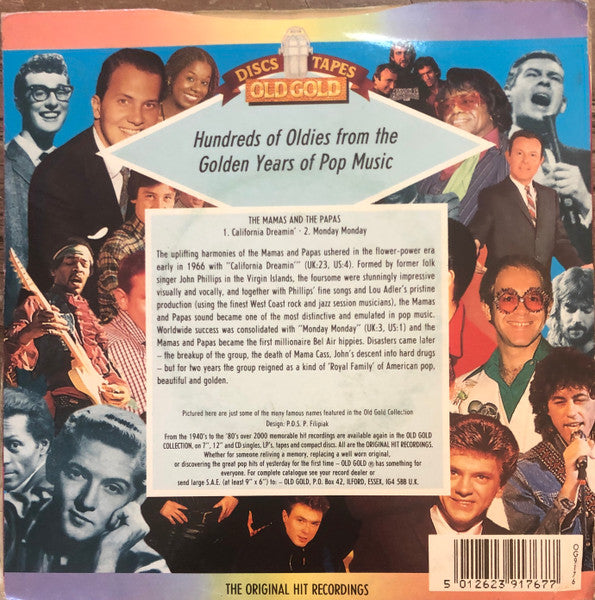 DISCS TAPES
OLD GOLD
Hundreds of Oldies from the
Golden Years of Pop Music
THE MAMAS AND THE PAPAS
1. California Dreamin' · 2. Monday Monday
The uplifting harmonies of the Mamas and Papas ushered in the flower-power era
early in 1966 with "California Dreamin'" (UK:23, US:4). Formed by former folk
singer John Phillips in the Virgin Islands, the foursome were stunningly impressive
visually and vocally, and together with Phillips' fine songs and Lou Adler's pristine
production (using the finest West Coast rock and jazz session musicians), the Mamas
and Papas sound became one of the most distinctive and emulated in pop music.
Worldwide success was consolidated with "Monday Monday" (UK:3, US:1) and the
Mamas and Papas became the first millionaire Bel Air hippies. Disasters came later
– the breakup of the group, the death of Mama Cass, John's descent into hard drugs
– but for two years the group reigned as a kind of 'Royal Family' of American pop,
beautiful and golden.
Pictured here are just some of the many famous names featured in the Old Gold Collection
Design: P.D.S. P. Filipiak
From the 1940's to the '80's over 2000 memorable hit recordings are available again in the OLD GOLD
COLLECTION, on 7", 12" and CD singles, LP's, tapes and compact discs. All are the ORIGINAL HIT RECORDINGS.
Whether for someone reliving a memory, replacing a well worn original,
or discovering the great pop hits of yesterday for the first time – OLD GOLD ® has something for
everyone. For complete catalogue see your record dealer or
send large S.A.E. (at least 9" x 6") to: – OLD GOLD, P.O. Box 42, ILFORD, ESSEX, IG4 5BB U.K.
OG9176
5 012623 917677
THE ORIGINAL HIT RECORDINGS